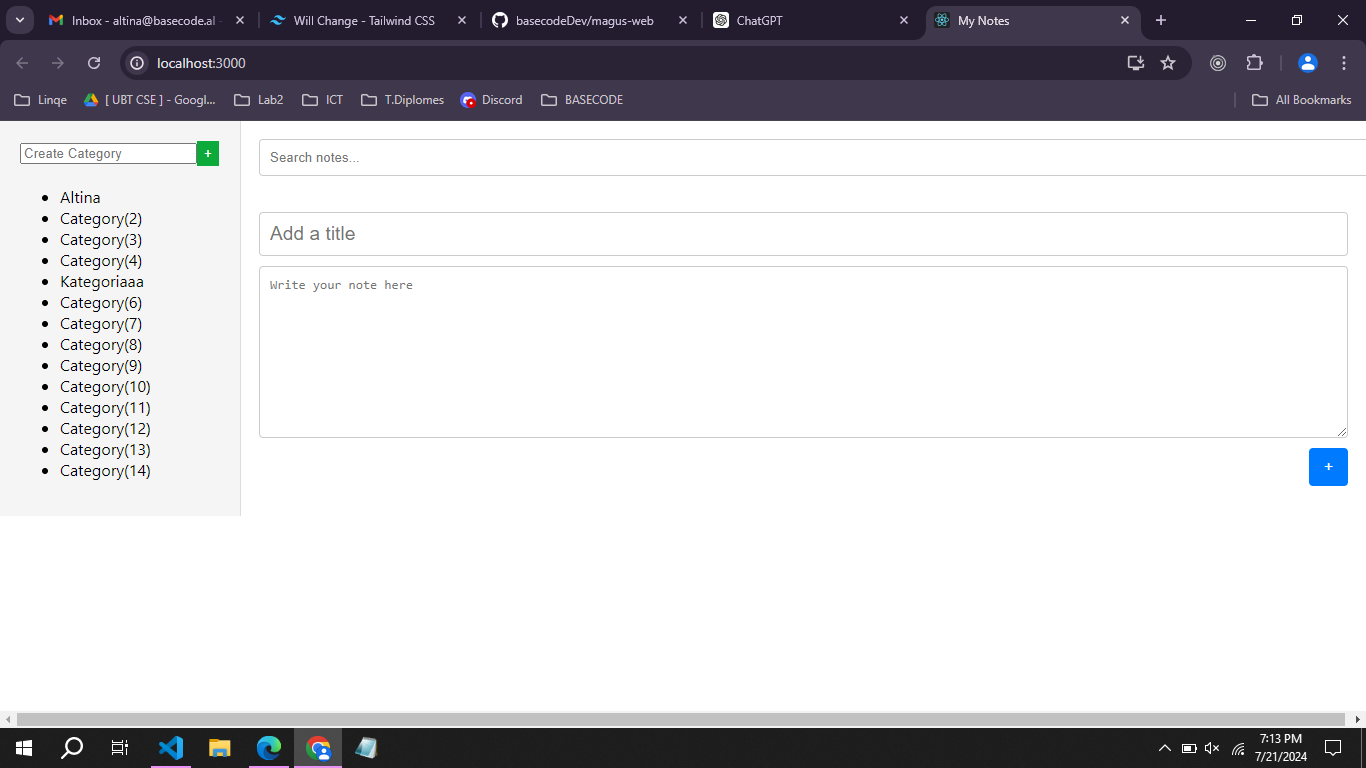 Inbox - altina@basecode.al -
Will Change - Tailwind CSS
basecodeDev/magus-web
ChatGPT
My Notes
localhost:3000
Linqe
[ UBT CSE ] - Googl...
Lab2
ICT
T.Diplomes
Discord
BASECODE
All Bookmarks
Create Category
+
Search notes...
Altina
Category(2)
Category(3)
Category(4)
Kategoriaaa
Category(6)
Category(7)
Category(8)
Category(9)
Category(10)
Category(11)
Category(12)
Category(13)
Category(14)
Add a title
Write your note here
+
7:13 PM
7/21/2024